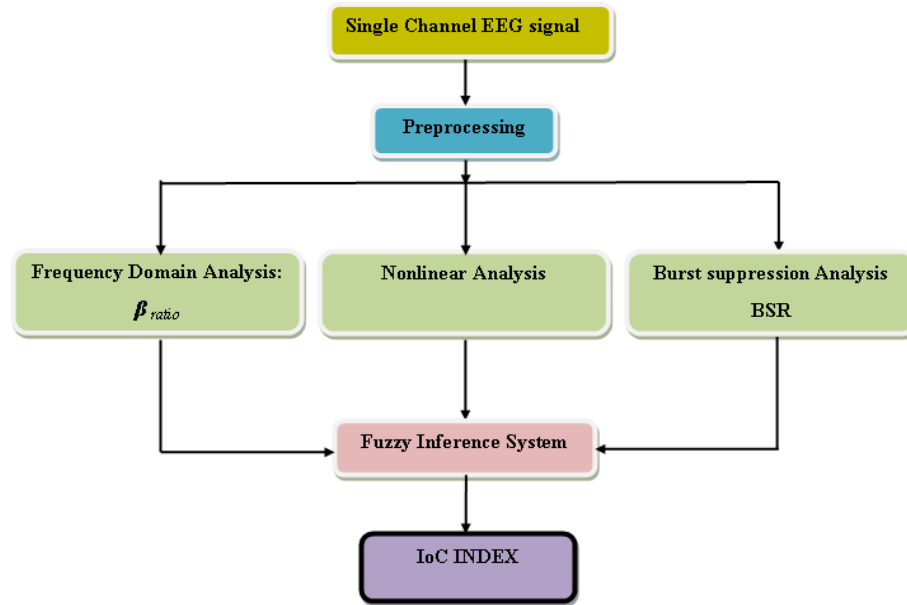 Single Channel EEG signal
Preprocessing
Frequency Domain Analysis:
β ratio
Nonlinear Analysis
Burst suppression Analysis
BSR
Fuzzy Inference System
IoC INDEX